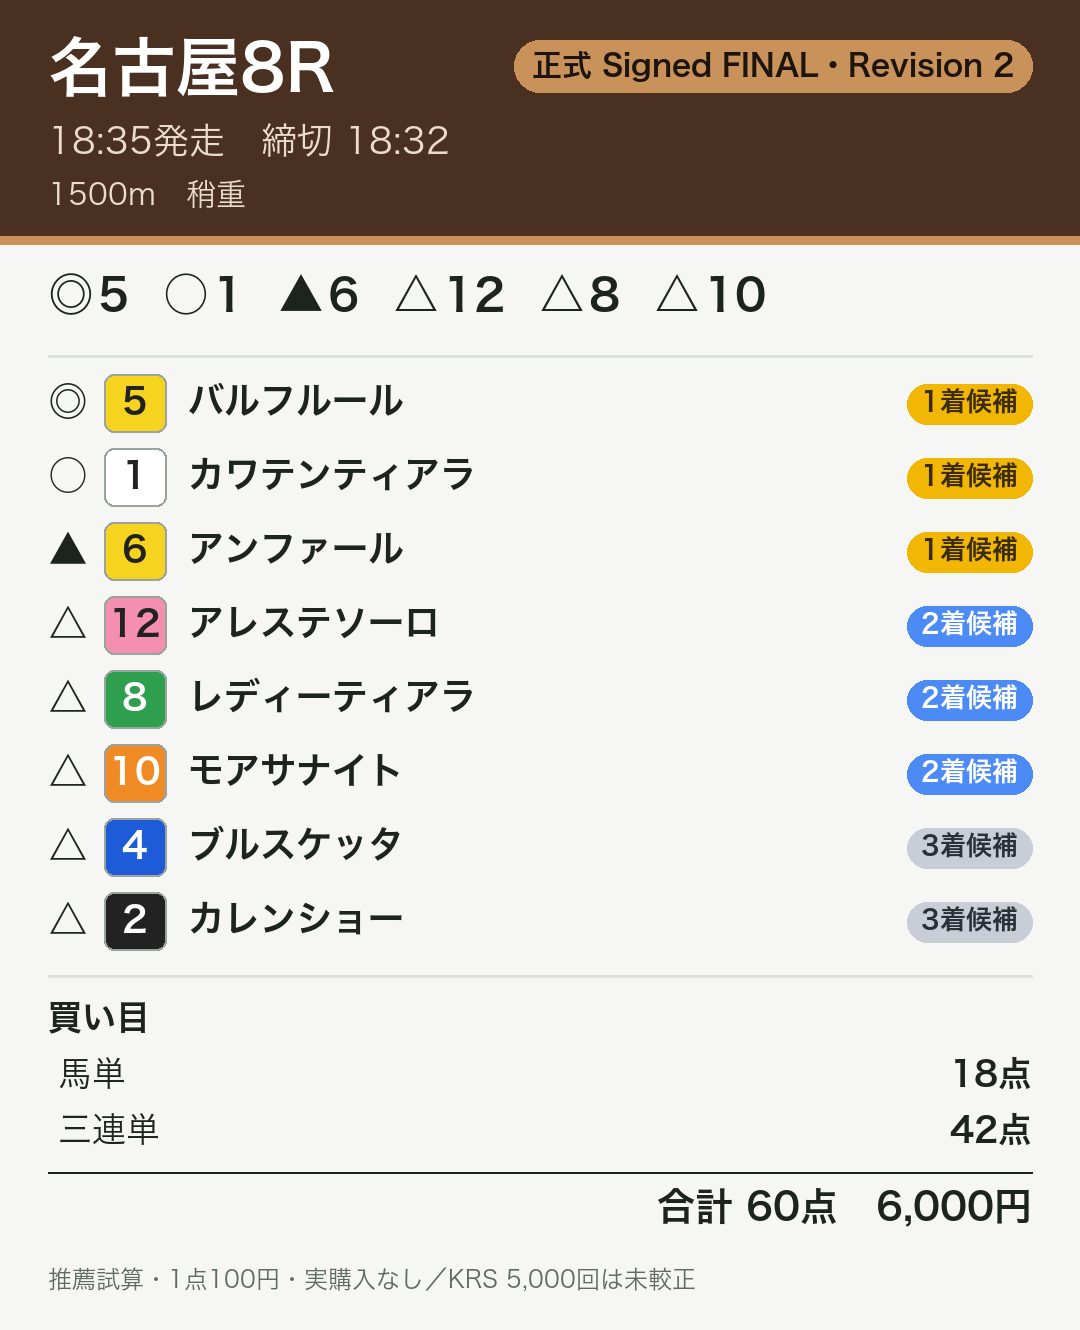 名古屋8R 正式 Signed FINAL・Revision 2
18:35発走　締切 18:32
1500m　稍重
◎5 ○1 ▲6 △12 △8 △10
◎ 5 バルフルール 1着候補
○ 1 カワテンティアラ 1着候補
▲ 6 アンファール 1着候補
△ 12 アレステソーロ 2着候補
△ 8 レディーティアラ 2着候補
△ 10 モアサナイト 2着候補
△ 4 ブルスケッタ 3着候補
△ 2 カレンショー 3着候補
買い目
馬単 18点
三連単 42点
合計 60点　6,000円
推薦試算・1点100円・実購入なし／KRS 5,000回は未較正